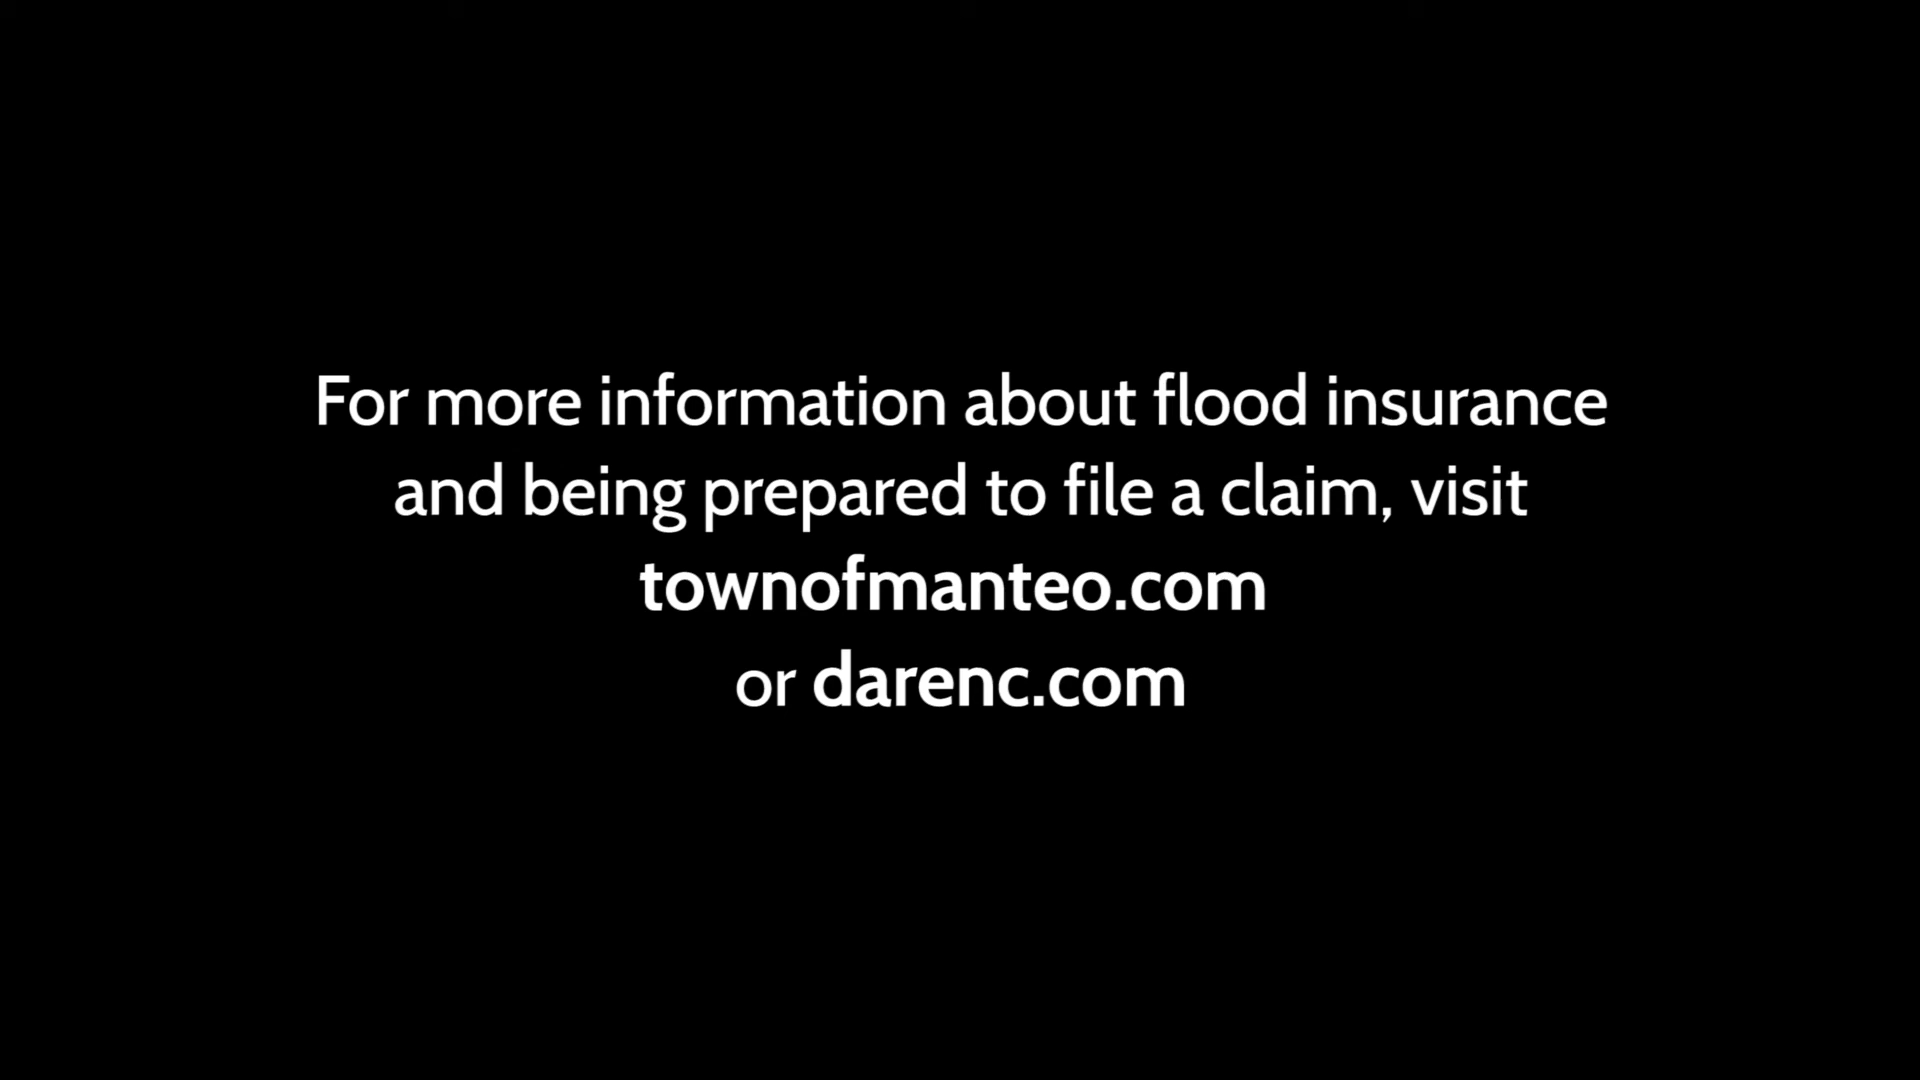 For more information about flood insurance
and being prepared to file a claim, visit
townofmanteo.com
or darenc.com